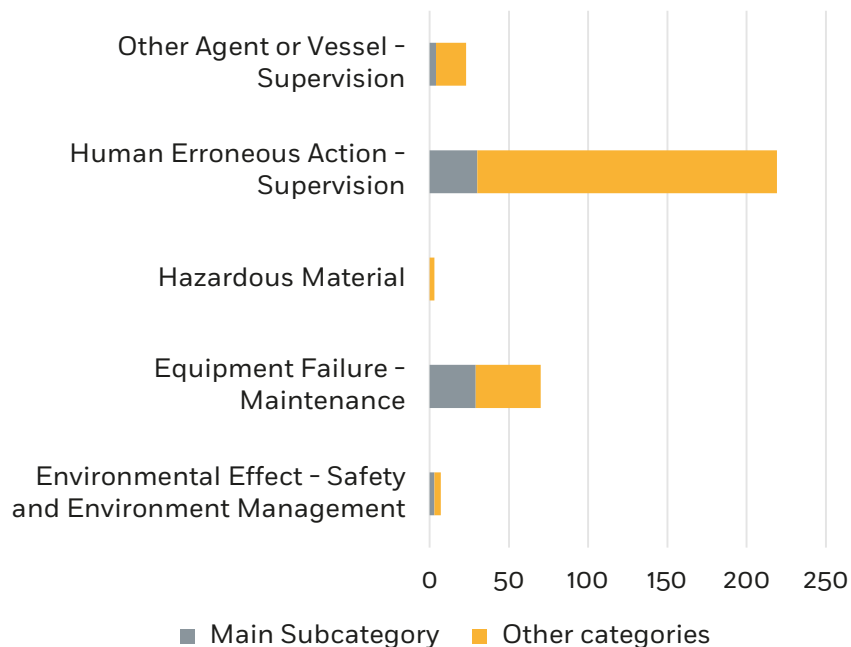 Other Agent or Vessel -
Supervision
Human Erroneous Action -
Supervision
Hazardous Material
Equipment Failure -
Maintenance
Environmental Effect - Safety
and Environment Management
0 50 100 150 200 250
Main Subcategory Other categories